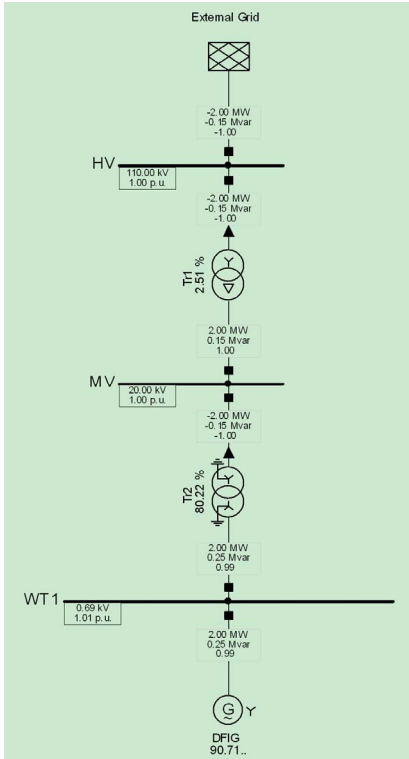 External Grid
-2.00 MW
-0.15 Mvar
-1.00
HV
110.00 kV
1.00 p.u.
-2.00 MW
-0.15 Mvar
-1.00
Tr1
2.51 %
2.00 MW
0.15 Mvar
1.00
MV
20.00 kV
1.00 p.u.
-2.00 MW
-0.15 Mvar
-1.00
Tr2
80.22 %
2.00 MW
0.25 Mvar
0.99
WT1
0.69 kV
1.01 p.u.
2.00 MW
0.25 Mvar
0.99
G
~
Y
DFIG
90.71..